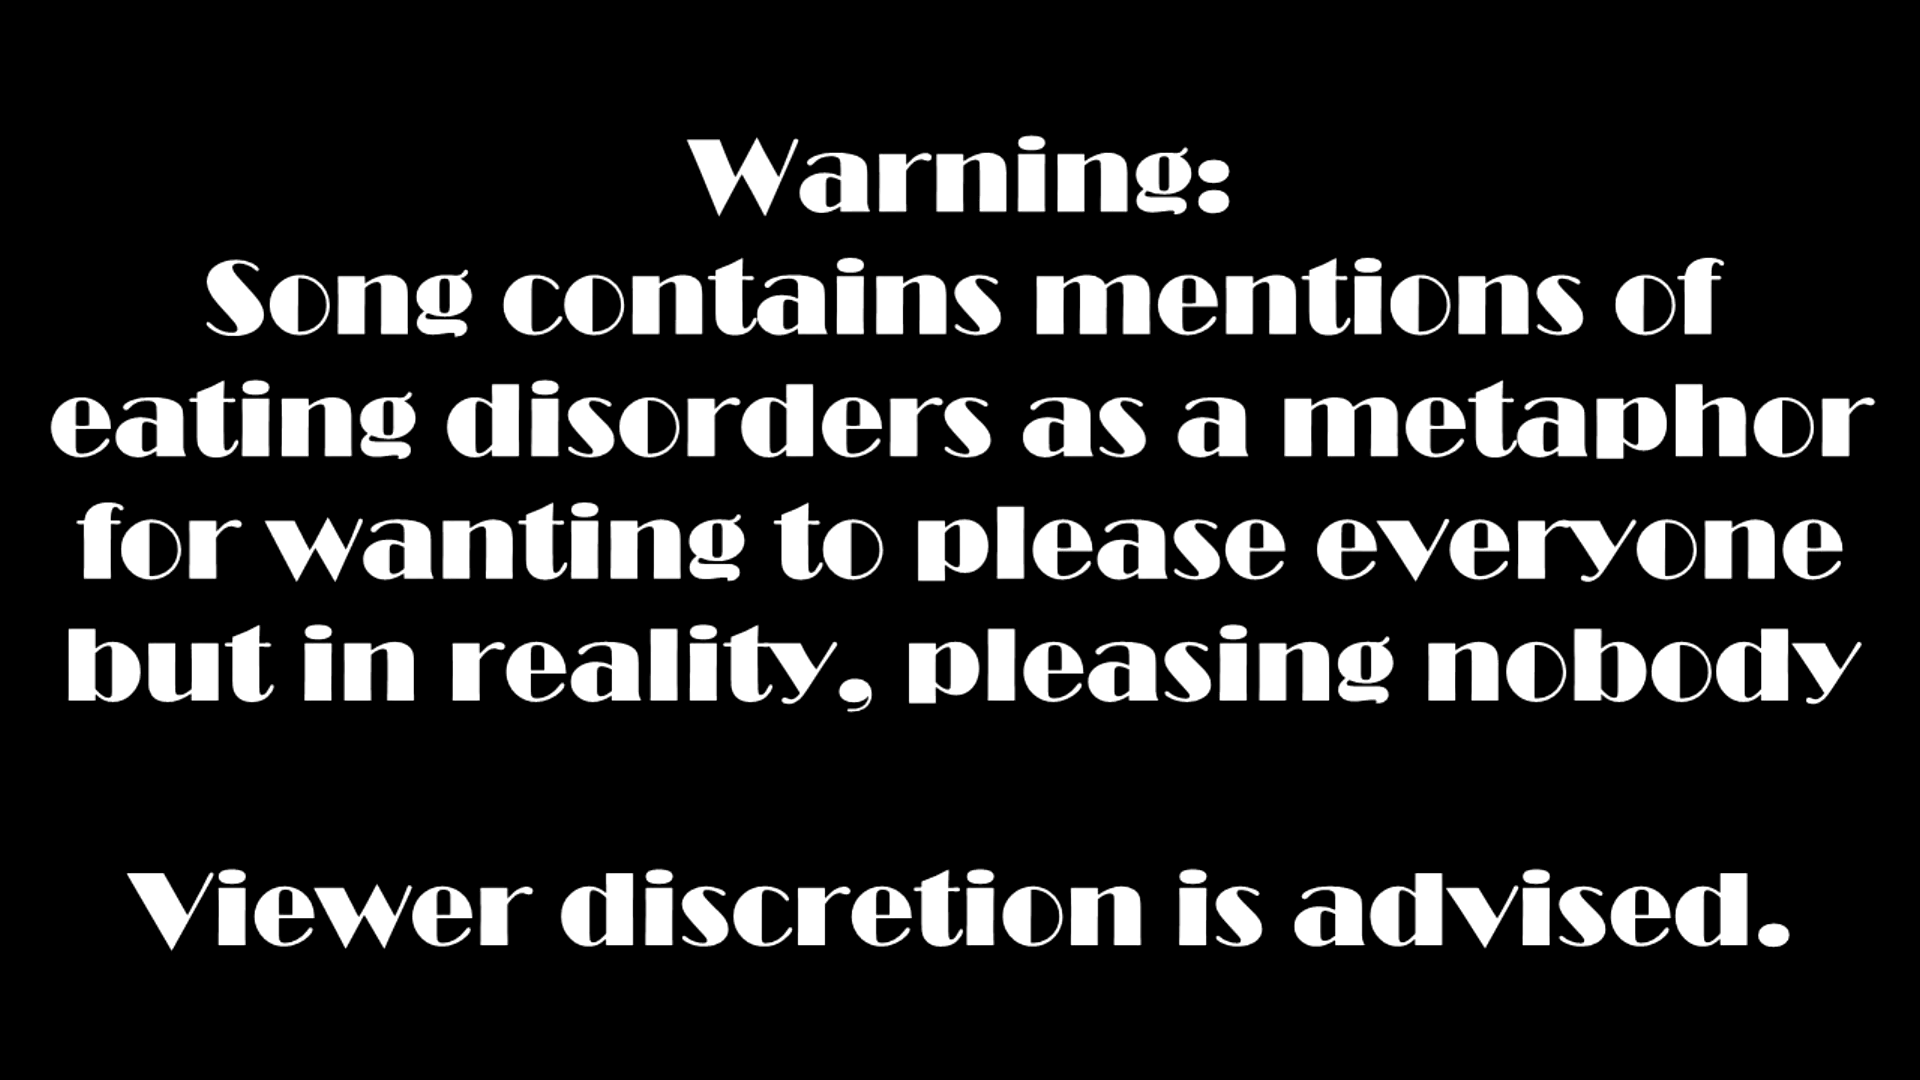 Warning:
Song contains mentions of
eating disorders as a metaphor
for wanting to please everyone
but in reality, pleasing nobody
Viewer discretion is advised.